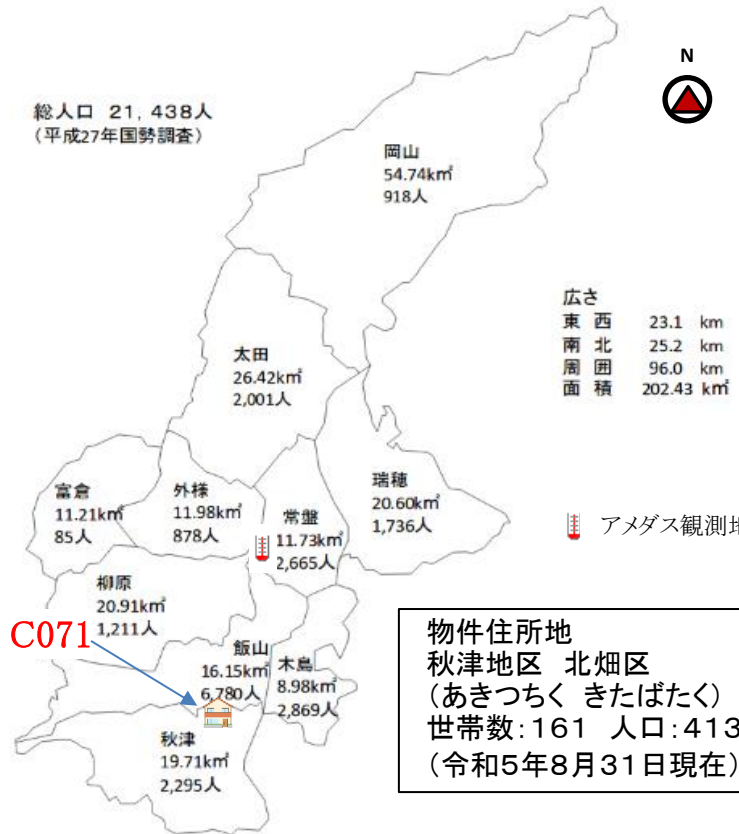 N
総人口 21,438人
(平成27年国勢調査)
岡山
54.74k㎡
918人
広さ
東 西 23.1 km
南 北 25.2 km
周 囲 96.0 km
面 積 202.43 k㎡
太田
26.42k㎡
2,001人
富倉
11.21k㎡
85人
外様
11.98k㎡
878人
常盤
11.73k㎡
2,665人
瑞穂
20.60k㎡
1,736人
アメダス観測地
柳原
20.91k㎡
1,211人
C071
飯山
16.15k㎡
6,780人
木島
8.98k㎡
2,869人
秋津
19.71k㎡
2,295人
物件住所地
秋津地区 北畑区
(あきつちく きたばたく)
世帯数:161 人口:413
(令和5年8月31日現在)